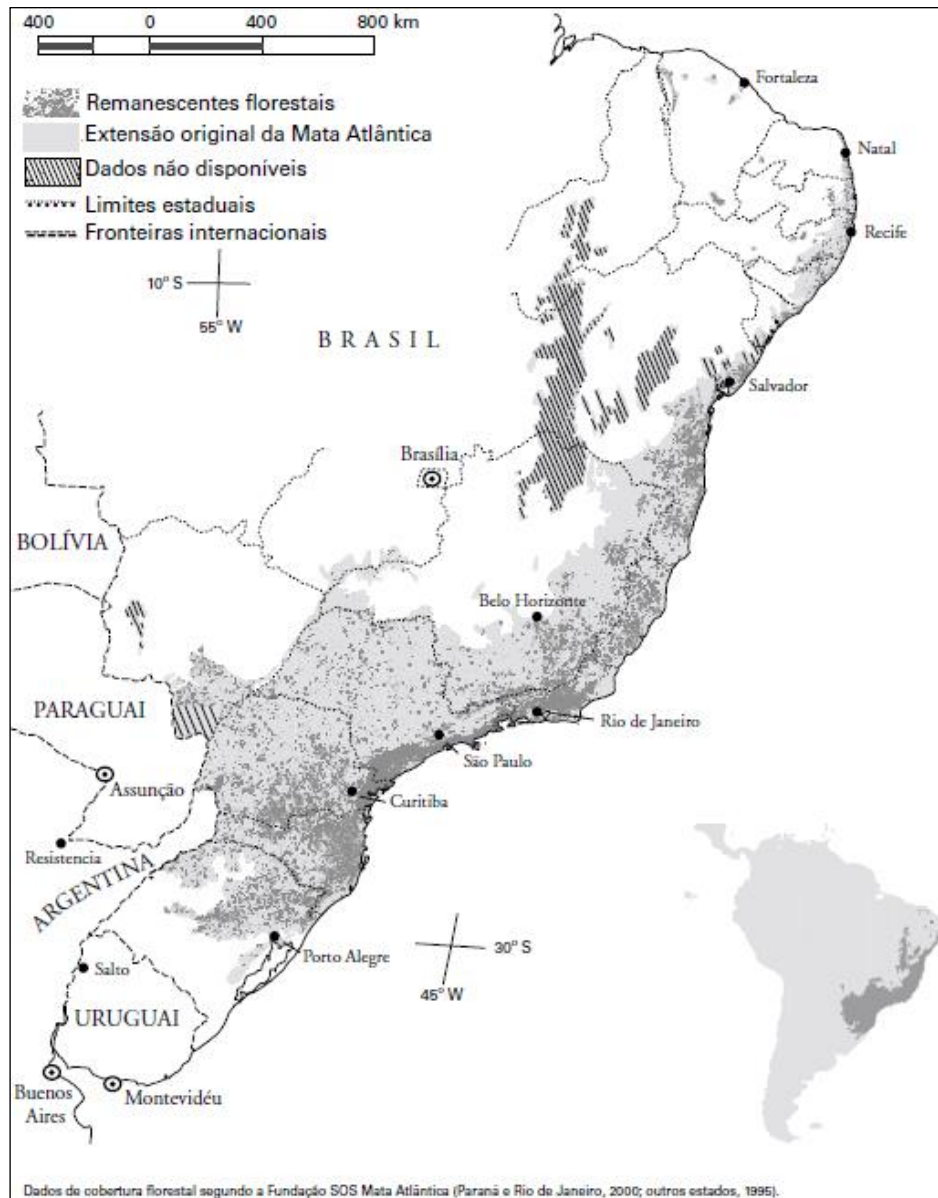 400 0 400 800 km
Remanescentes florestais
Extensão original da Mata Atlântica
Dados não disponíveis
Limites estaduais
Fronteiras internacionais
Fortaleza
Natal
Recife
10° S
55° W
BRASIL
Salvador
Brasília
BOLÍVIA
Belo Horizonte
PARAGUAI
Rio de Janeiro
São Paulo
Assunção
Curitiba
Resistencia
ARGENTINA
Porto Alegre
30° S
45° W
Salto
URUGUAI
Buenos
Aires
Montevidéu
Dados de cobertura florestal segundo a Fundação SOS Mata Atlântica (Paraná e Rio de Janeiro, 2000; outros estados, 1995).